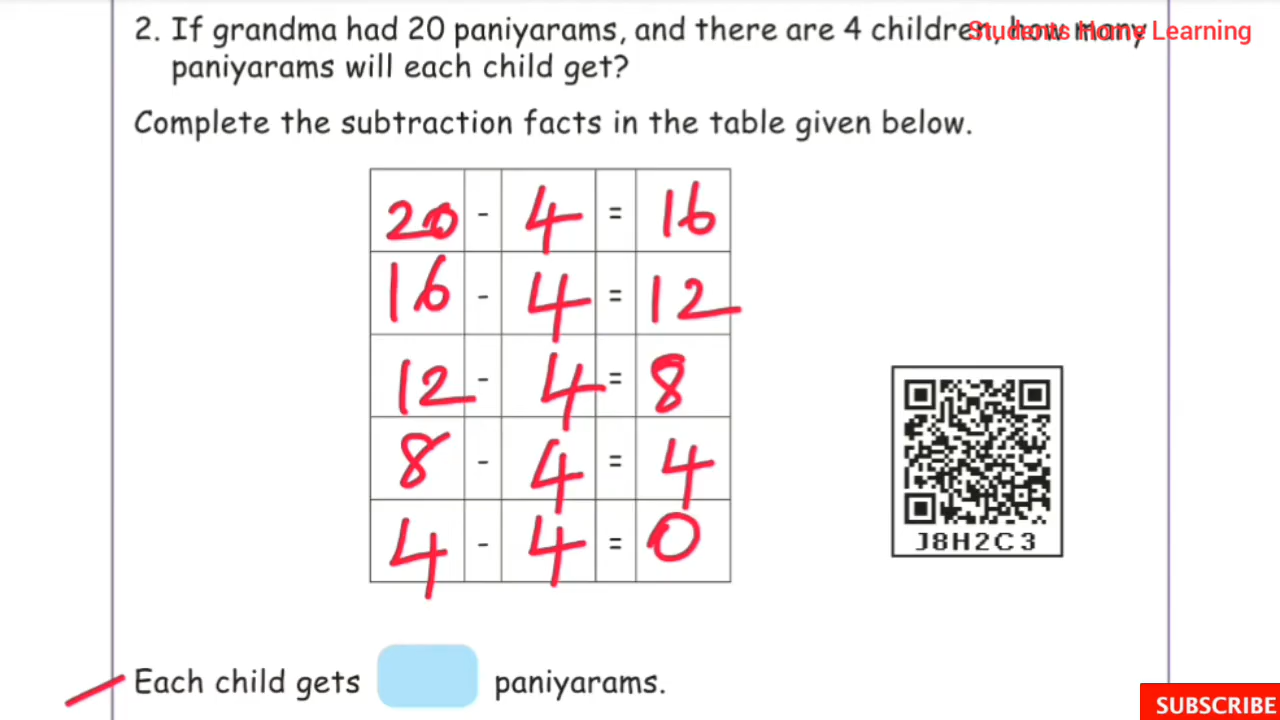 2. If grandma had 20 paniyarams, and there are 4 children, how many
Students Home Learning
paniyarams will each child get?
Complete the subtraction facts in the table given below.
20 - 4 = 16
16 - 4 = 12
12 - 4 = 8
8 - 4 = 4
4 - 4 = 0
J8H2C3
Each child gets paniyarams.
SUBSCRIBE